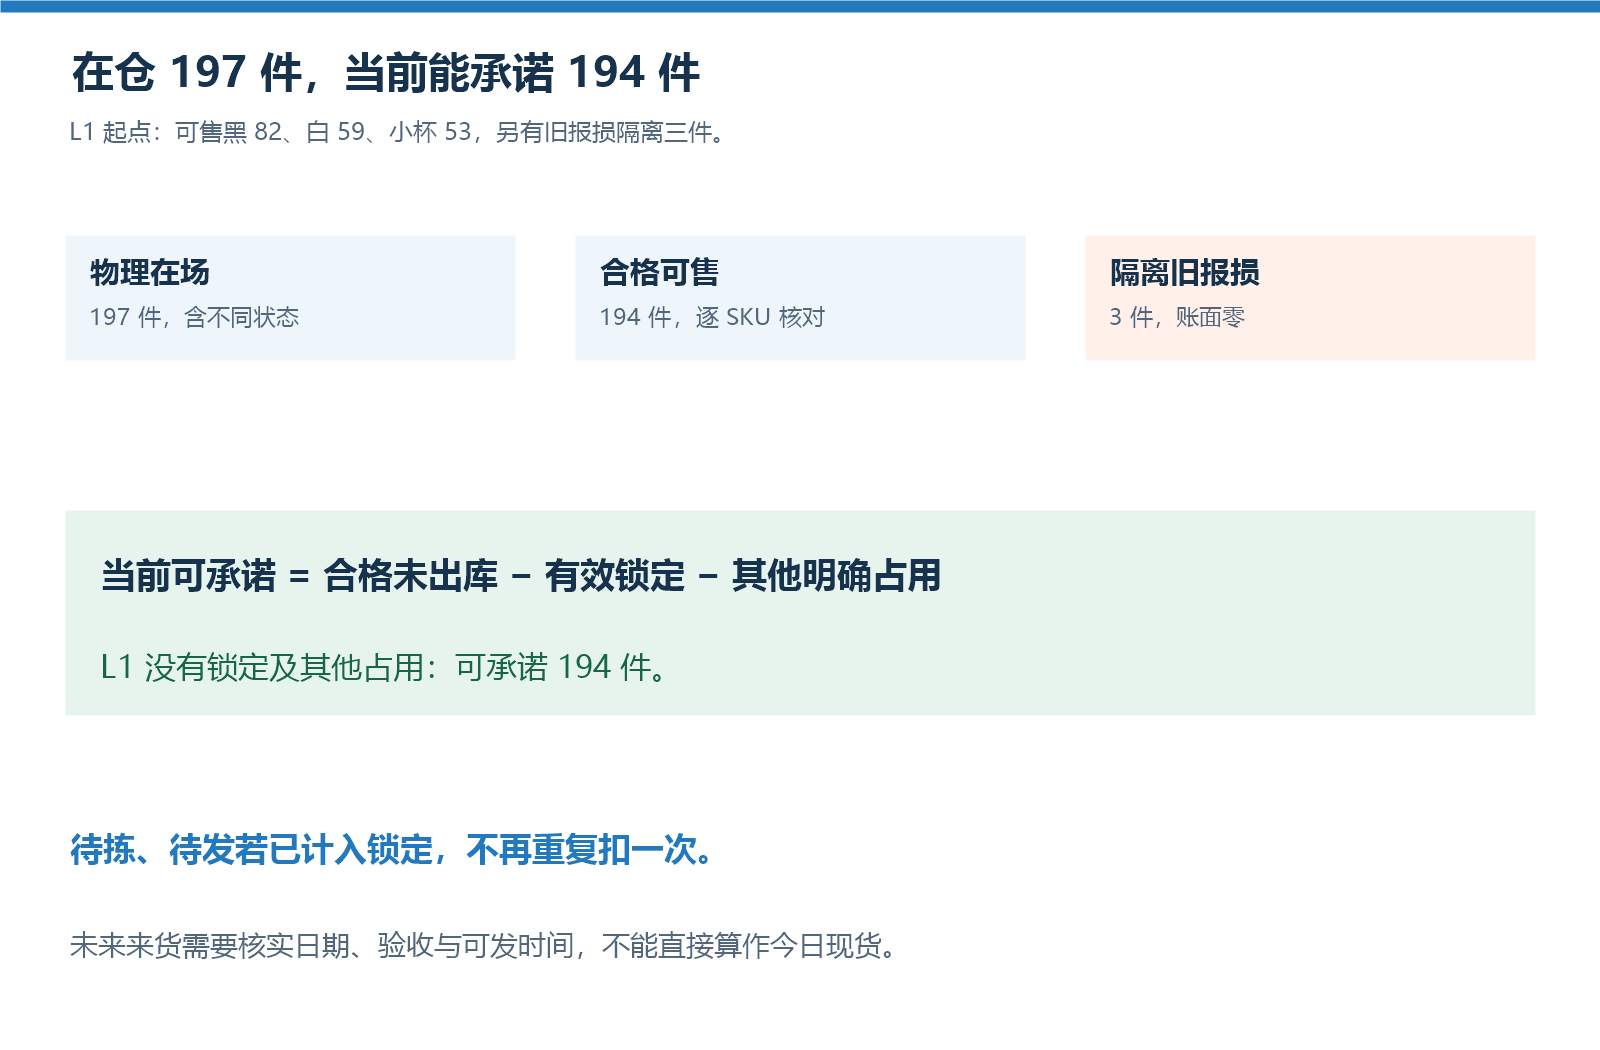 在仓 197 件，当前能承诺 194 件
L1 起点：可售黑 82、白 59、小杯 53，另有旧报损隔离三件。
物理在场
197 件，含不同状态
合格可售
194 件，逐 SKU 核对
隔离旧报损
3 件，账面零
当前可承诺 = 合格未出库 − 有效锁定 − 其他明确占用
L1 没有锁定及其他占用：可承诺 194 件。
待拣、待发若已计入锁定，不再重复扣一次。
未来来货需要核实日期、验收与可发时间，不能直接算作今日现货。